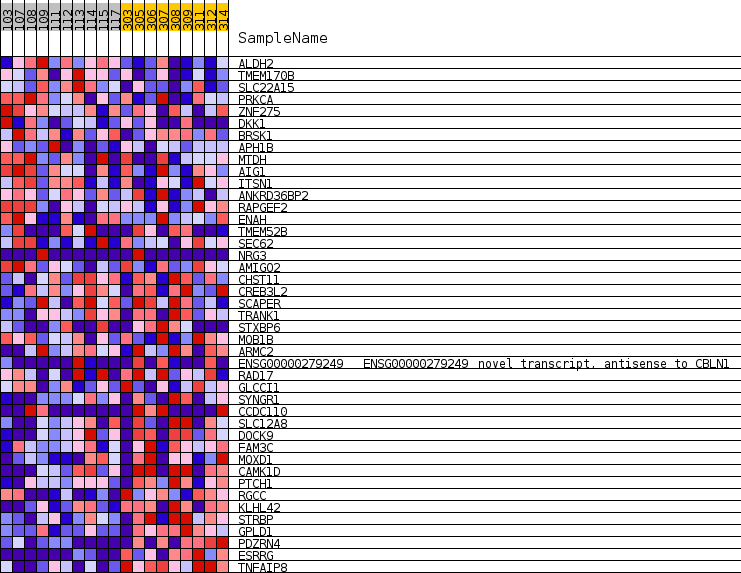 103 107 108 109 111 112 113 114 115 117 303 305 306 307 308 309 311 312 314
SampleName
ALDH2
TMEM170B
SLC22A15
PRKCA
ZNF275
DKK1
BRSK1
APH1B
MTDH
AIG1
ITSN1
ANKRD36BP2
RAPGEF2
ENAH
TMEM52B
SEC62
NRG3
AMIGO2
CHST11
CREB3L2
SCAPER
TRANK1
STXBP6
MOB1B
ARMC2
ENSG00000279249 ENSG00000279249 novel transcript, antisense to CBLN1
RAD17
GLCCI1
SYNGR1
CCDC110
SLC12A8
DOCK9
FAM3C
MOXD1
CAMK1D
PTCH1
RGCC
KLHL42
STRBP
GPLD1
PDZRN4
ESRRG
TNFAIP8